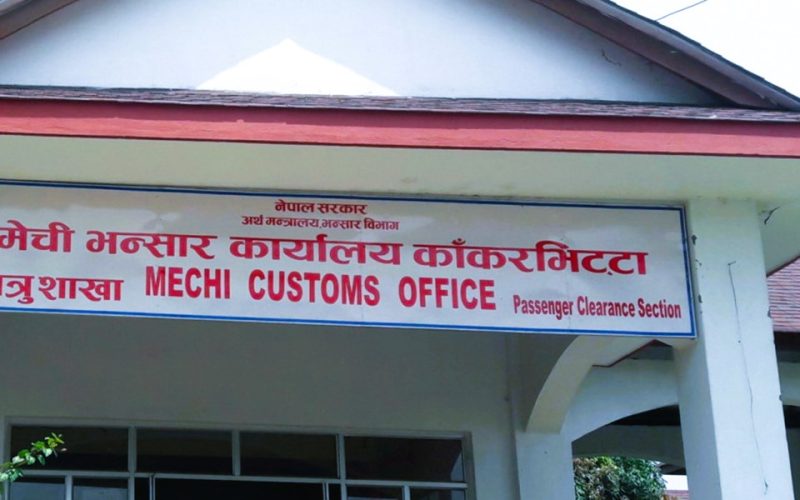 नेपाल सरकार
अर्थ मन्त्रालय, भन्सार विभाग
मेची भन्सार कार्यालय काँकरभिट्टा
शाखा MECHI CUSTOMS OFFICE Passenger Clearance Section